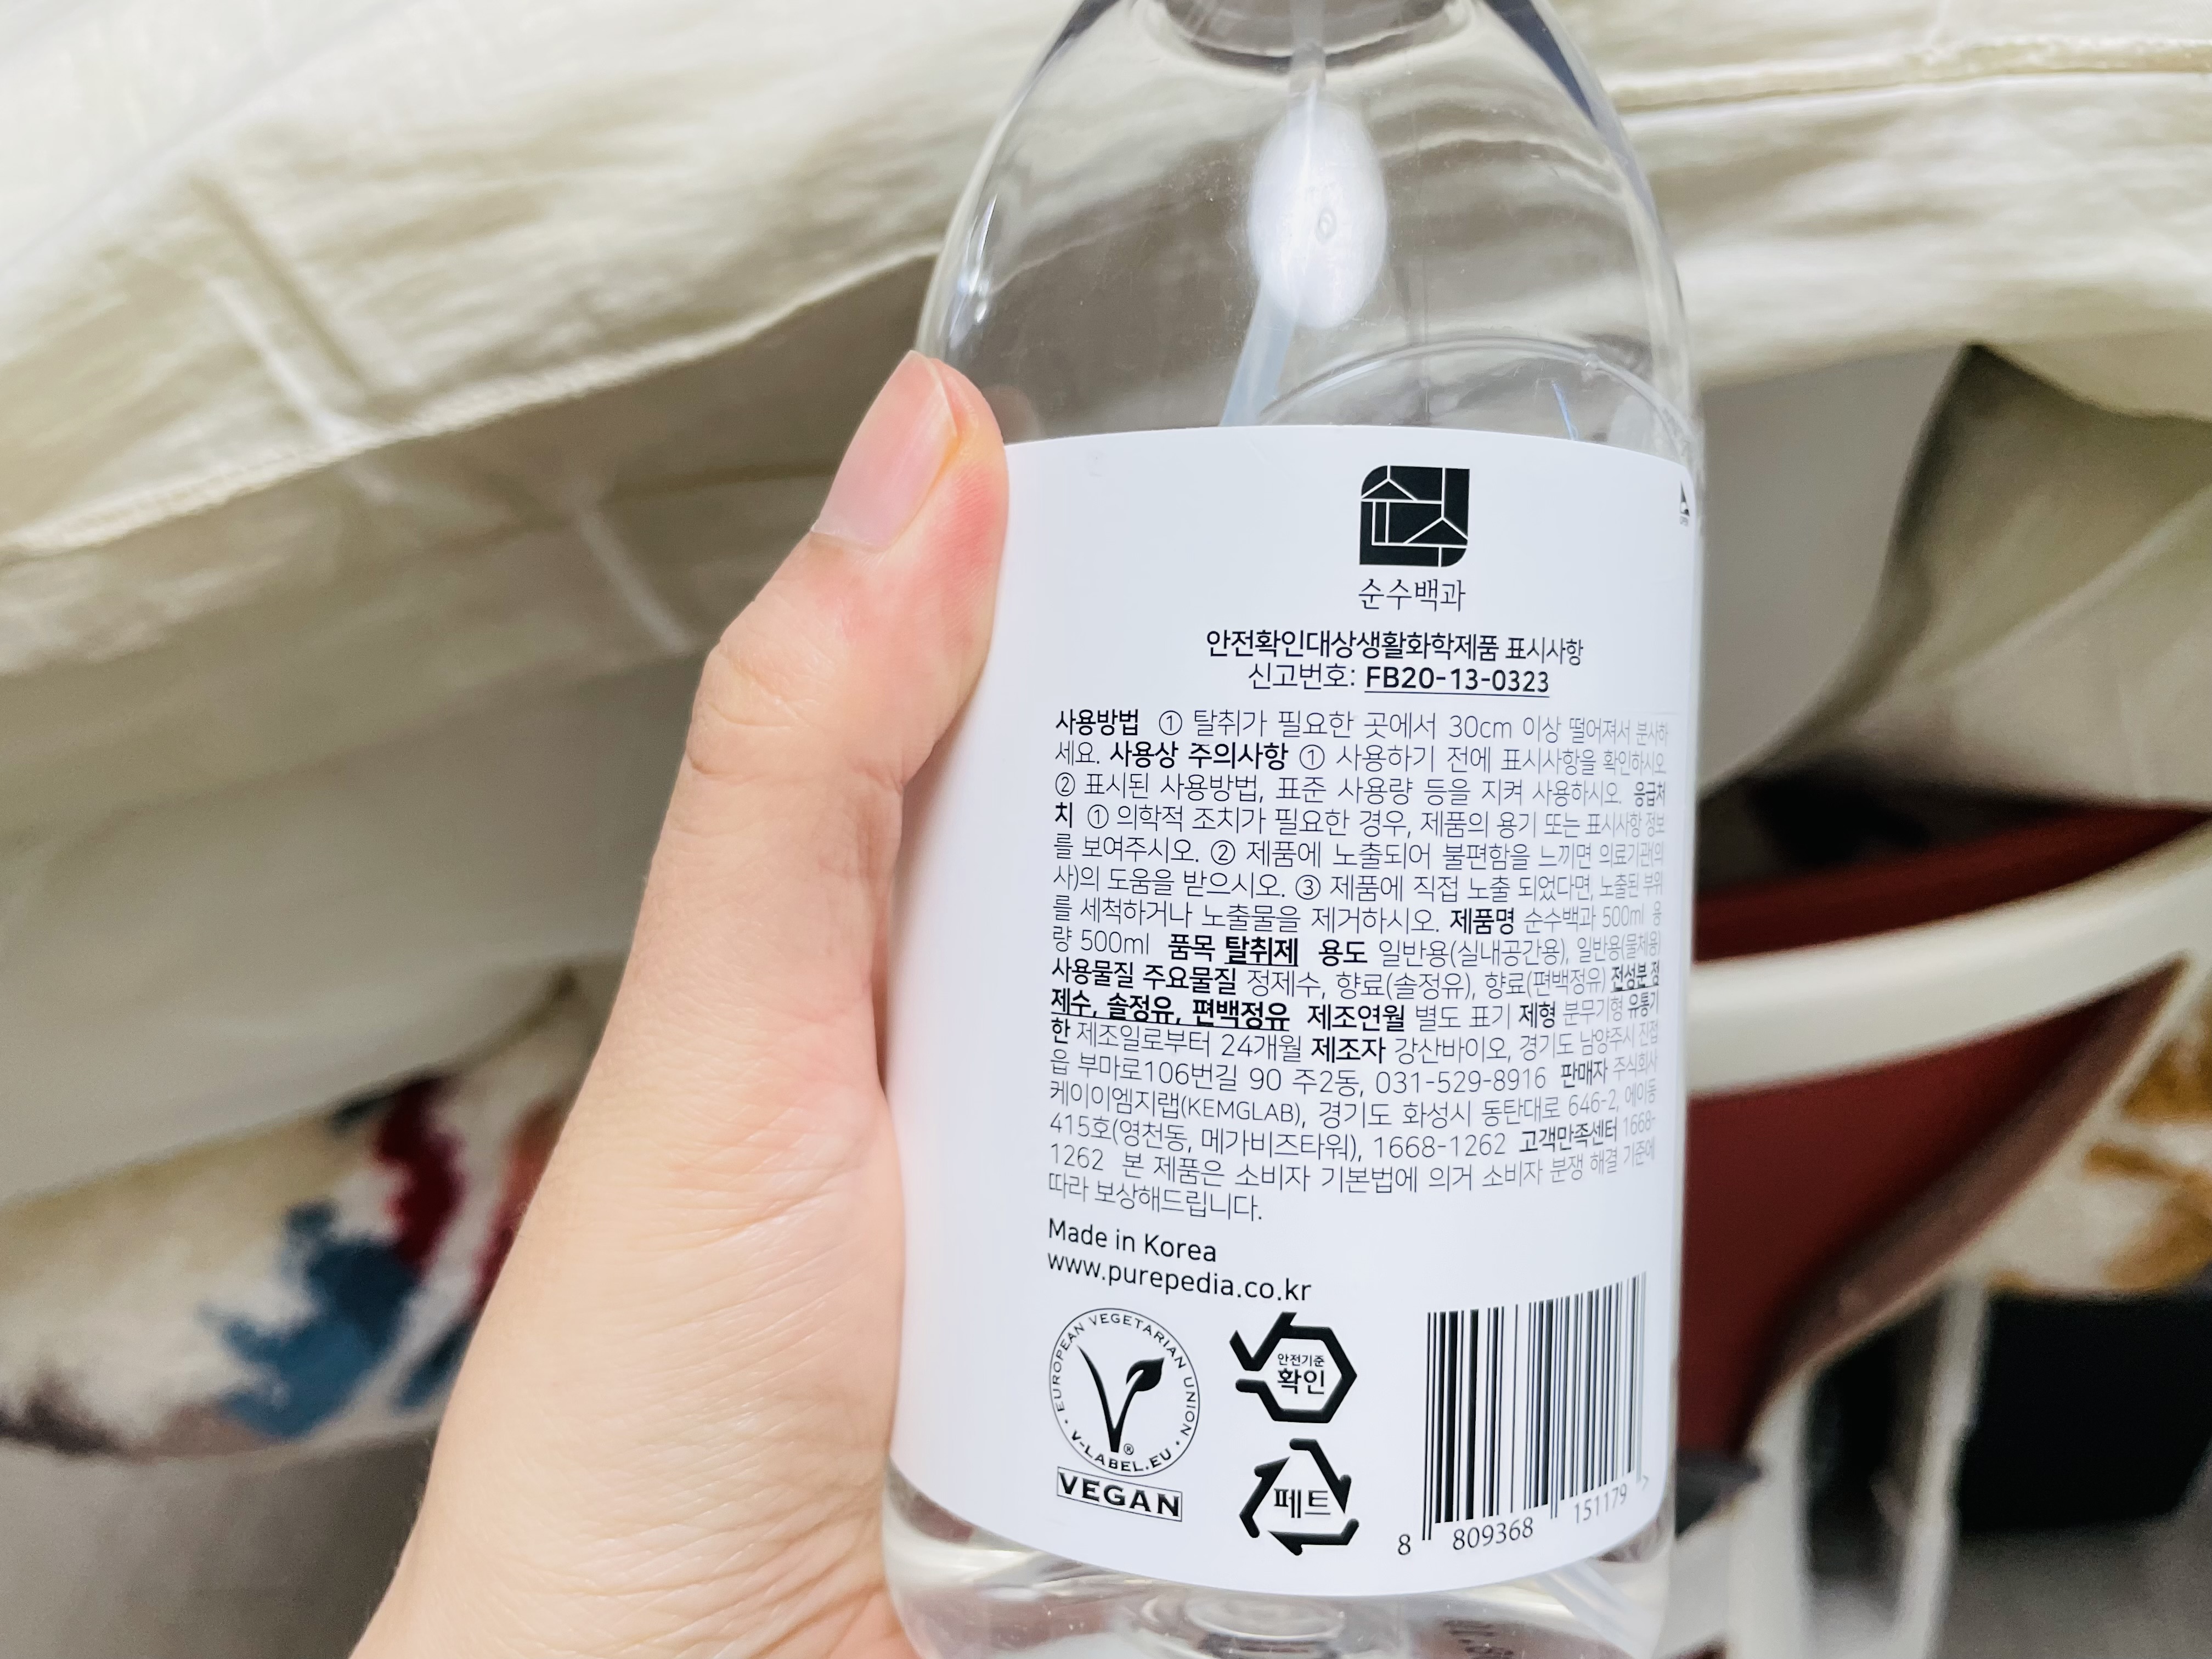 순수백과
안전확인대상생활화학제품 표시사항
신고번호: FB20-13-0323
사용방법 ① 탈취가 필요한 곳에서 30cm 이상 떨어져서 분사하
세요. 사용상 주의사항 ① 사용하기 전에 표시사항을 확인하시오.
② 표시된 사용방법, 표준 사용량 등을 지켜 사용하시오. 응급처
치 ① 의학적 조치가 필요한 경우, 제품의 용기 또는 표시사항 정보
를 보여주시오. ② 제품에 노출되어 불편함을 느끼면 의료기관(의
사)의 도움을 받으시오. ③ 제품에 직접 노출 되었다면, 노출된 부위
를 세척하거나 노출물을 제거하시오. 제품명 순수백과 500ml 용
량 500ml 품목 탈취제 용도 일반용(실내공간용), 일반용(물체용)
사용물질 주요물질 정제수, 향료(솔정유), 향료(편백정유) 전성분 정
제수, 솔정유, 편백정유 제조연월 별도 표기 제형 분무기형 유통기
한 제조일로부터 24개월 제조자 강산바이오, 경기도 남양주시 진접
읍 부마로106번길 90 주2동, 031-529-8916 판매자 주식회사
케이이엠지랩(KEMGLAB), 경기도 화성시 동탄대로 646-2, 에이동
415호(영천동, 메가비즈타워), 1668-1262 고객만족센터 1668-
1262 본 제품은 소비자 기본법에 의거 소비자 분쟁 해결 기준에
따라 보상해드립니다.
Made in Korea
www.purepedia.co.kr
EUROPEAN VEGETARIAN UNION
V-LABEL.EU
®
VEGAN
안전기준
확인
페트
8 809368 151179